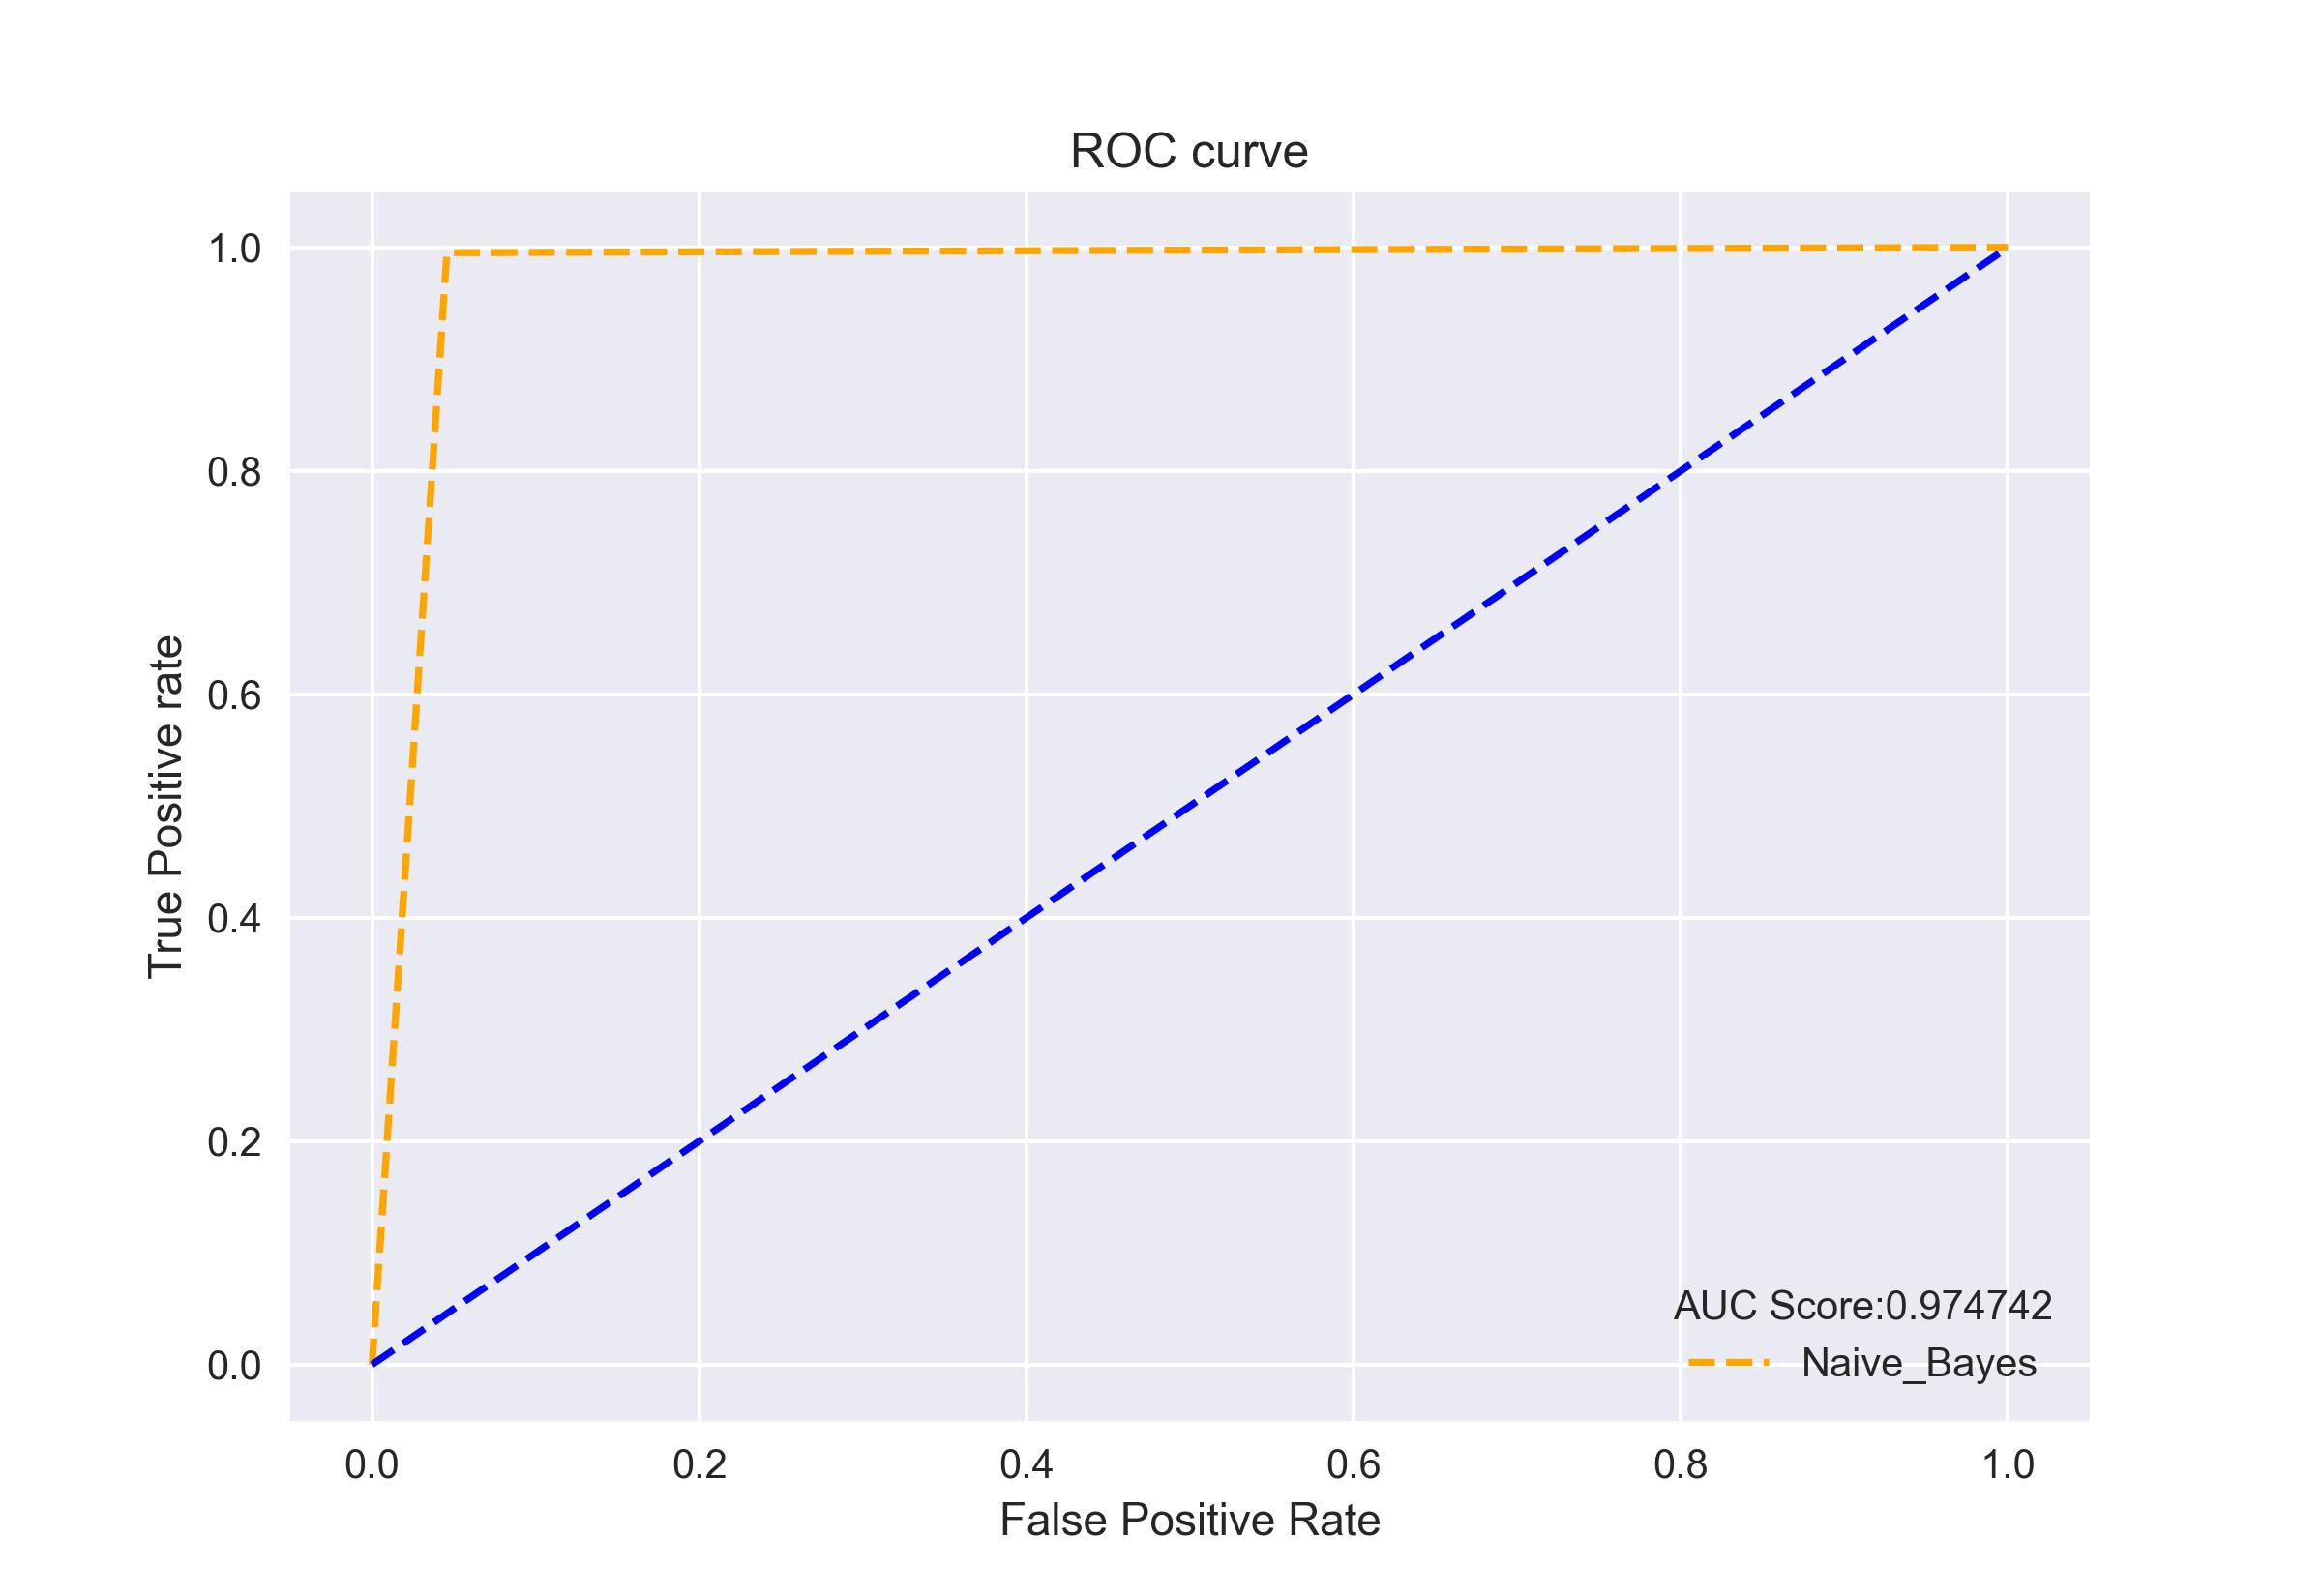 ROC curve
True Positive rate
1.0
0.8
0.6
0.4
0.2
0.0
AUC Score:0.974742
Naive_Bayes
0.0 0.2 0.4 0.6 0.8 1.0
False Positive Rate